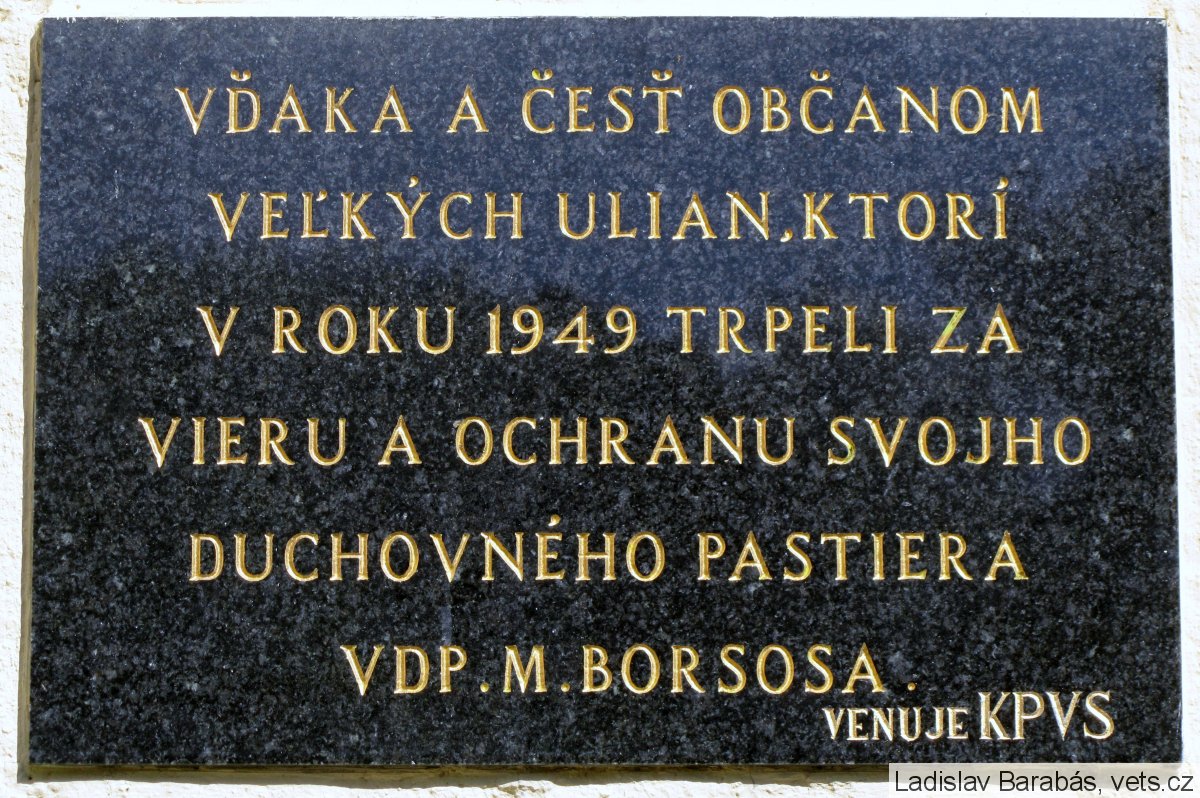 VĎAKA A ČESŤ OBČANOM
VEĽKÝCH ULIAN, KTORÍ
V ROKU 1949 TRPELI ZA
VIERU A OCHRANU SVOJHO
DUCHOVNÉHO PASTIERA
VDP. M. BORSOSA.
VENUJE KPVS
Ladislav Barabás, vets.cz